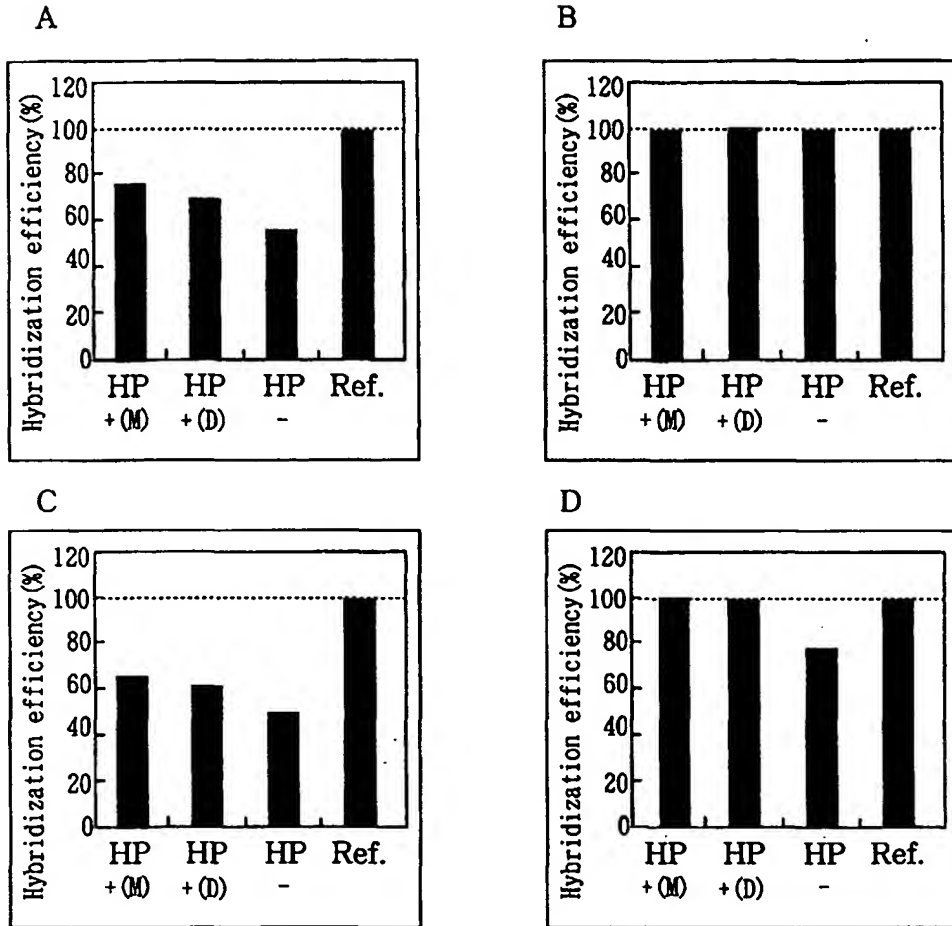 A
Hybridization efficiency(%)
120
100
80
60
40
20
0
HP HP HP Ref.
+(M) +(D) -
B
Hybridization efficiency(%)
120
100
80
60
40
20
0
HP HP HP Ref.
+(M) +(D) -
C
Hybridization efficiency(%)
120
100
80
60
40
20
0
HP HP HP Ref.
+(M) +(D) -
D
Hybridization efficiency(%)
120
100
80
60
40
20
0
HP HP HP Ref.
+(M) +(D) -